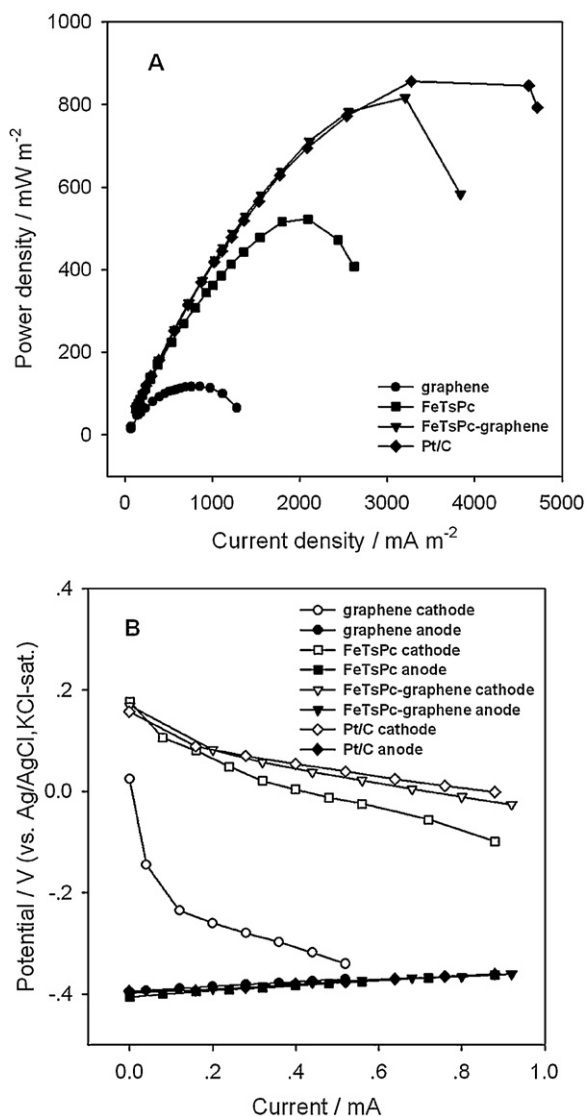 A
1000
800
600
400
200
0
Power density / mW m-2
graphene
FeTsPc
FeTsPc-graphene
Pt/C
0
1000
2000
3000
4000
5000
Current density / mA m-2
B
.4
.2
0.0
-.2
-.4
Potential / V (vs. Ag/AgCl,KCl-sat.)
graphene cathode
graphene anode
FeTsPc cathode
FeTsPc anode
FeTsPc-graphene cathode
FeTsPc-graphene anode
Pt/C cathode
Pt/C anode
0.0
.2
.4
.6
.8
1.0
Current / mA